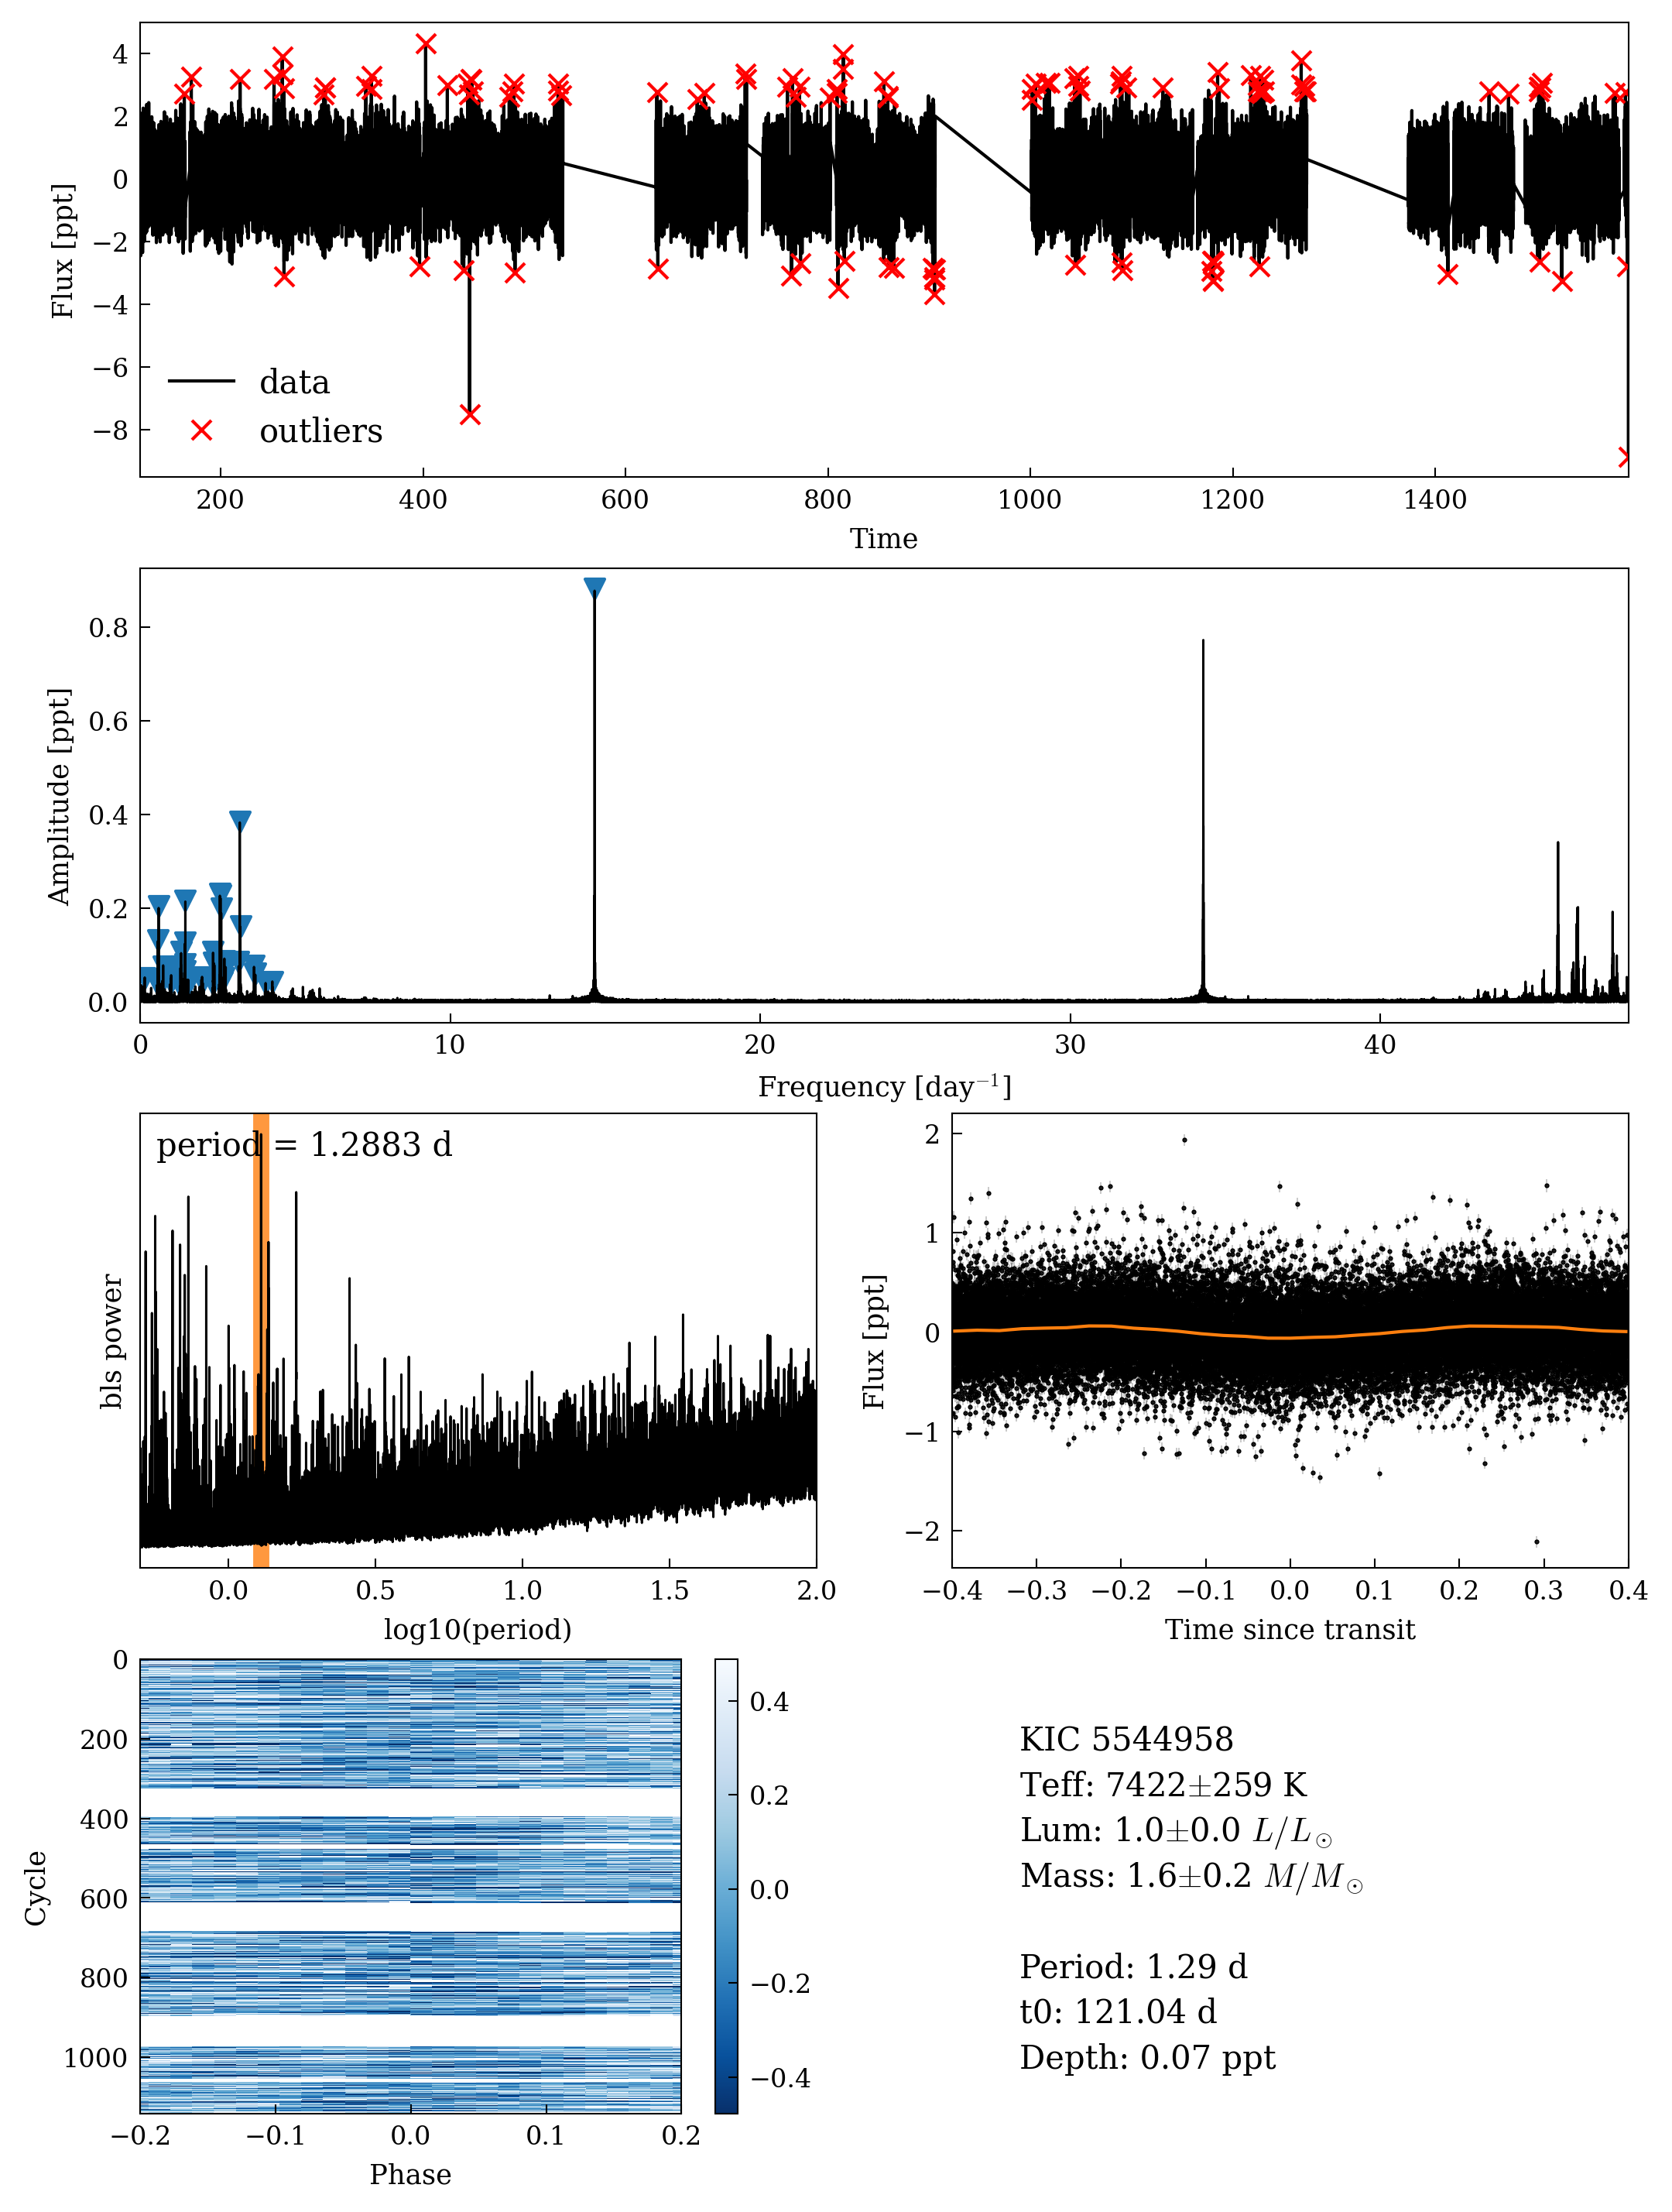 4
2
0
−2
−4
−6
−8
Flux [ppt]
data
outliers
200
400
600
800
1000
1200
1400
Time
0.8
0.6
0.4
0.2
0.0
Amplitude [ppt]
0
10
20
30
40
Frequency [day⁻¹]
period = 1.2883 d
bls power
0.0
0.5
1.0
1.5
2.0
log10(period)
2
1
0
−1
−2
Flux [ppt]
−0.4
−0.3
−0.2
−0.1
0.0
0.1
0.2
0.3
0.4
Time since transit
0
200
400
600
800
1000
Cycle
−0.2
−0.1
0.0
0.1
0.2
Phase
0.4
0.2
0.0
−0.2
−0.4
KIC 5544958
Teff: 7422±259 K
Lum: 1.0±0.0 L/L⊙
Mass: 1.6±0.2 M/M⊙
Period: 1.29 d
t0: 121.04 d
Depth: 0.07 ppt